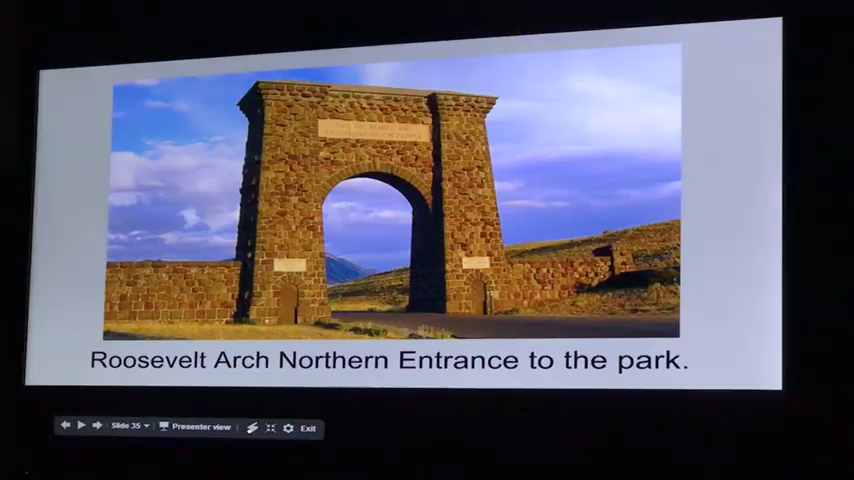 Roosevelt Arch Northern Entrance to the park.
Slide 35
Presenter view
Exit